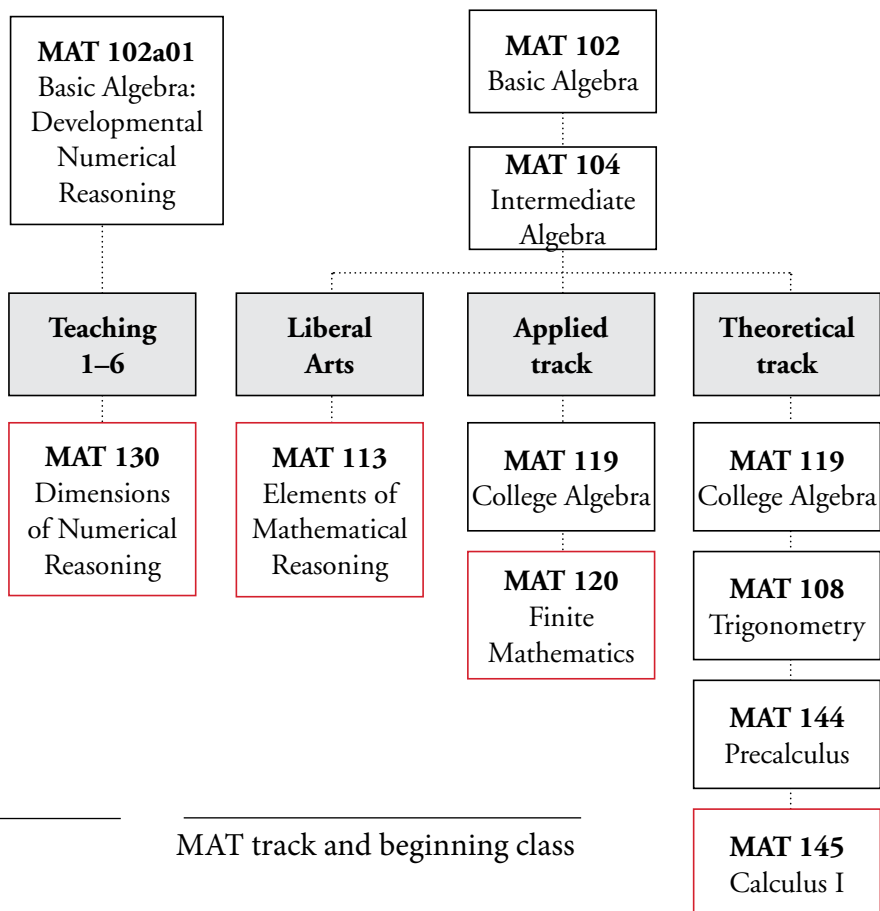 MAT 102a01
Basic Algebra:
Developmental
Numerical
Reasoning
MAT 102
Basic Algebra
MAT 104
Intermediate
Algebra
Teaching
1–6
Liberal
Arts
Applied
track
Theoretical
track
MAT 130
Dimensions
of Numerical
Reasoning
MAT 113
Elements of
Mathematical
Reasoning
MAT 119
College Algebra
MAT 120
Finite
Mathematics
MAT 119
College Algebra
MAT 108
Trigonometry
MAT 144
Precalculus
MAT 145
Calculus I
MAT track and beginning class